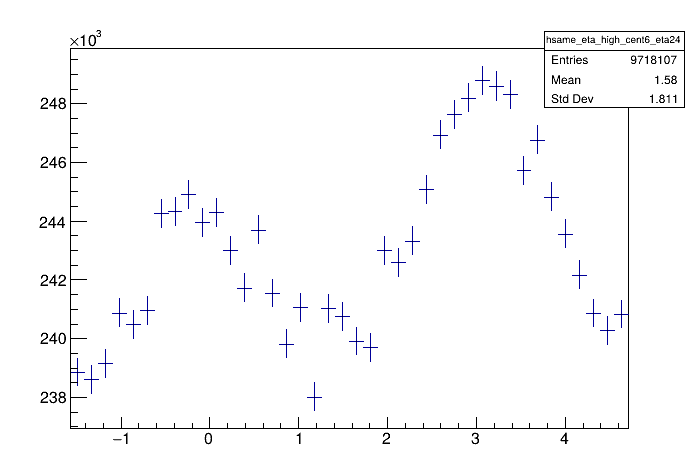 ×10³
hsame_eta_high_cent6_eta24
Entries 9718107
Mean 1.58
Std Dev 1.811
248
246
244
242
240
238
−1 0 1 2 3 4